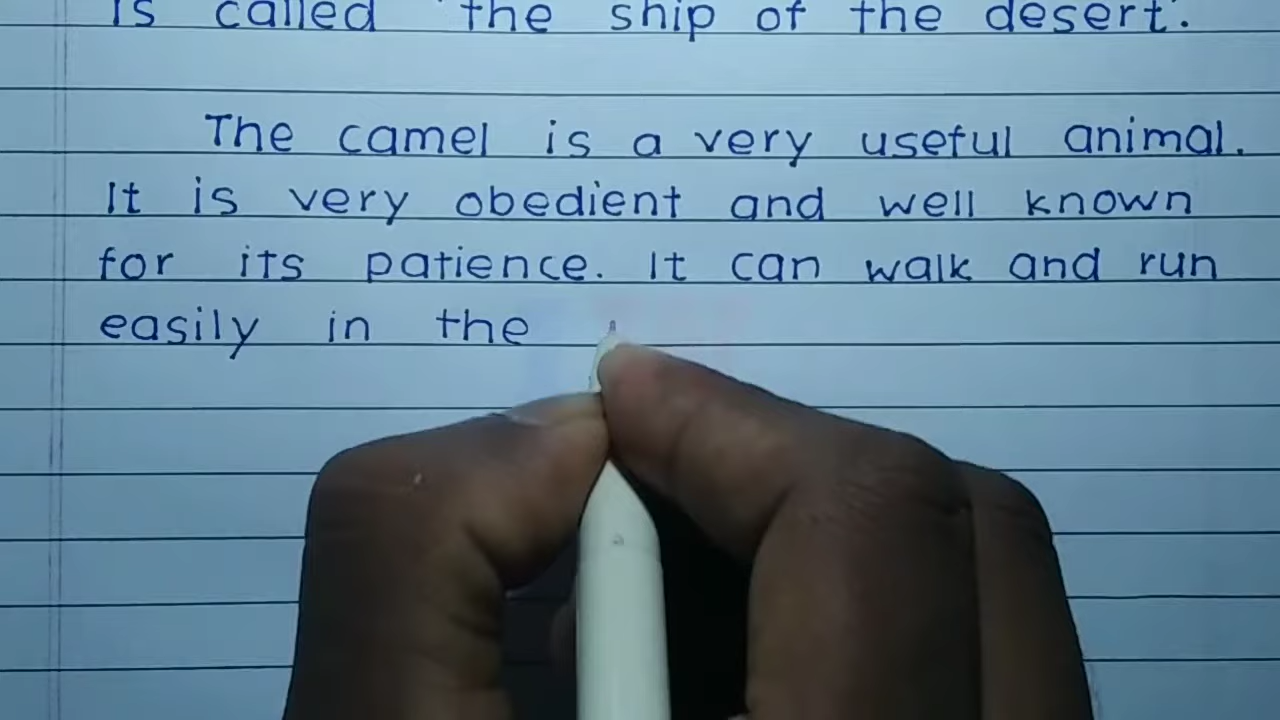 is called 'the ship of the desert'.
The camel is a very useful animal.
It is very obedient and well known
for its patience. It can walk and run
easily in the